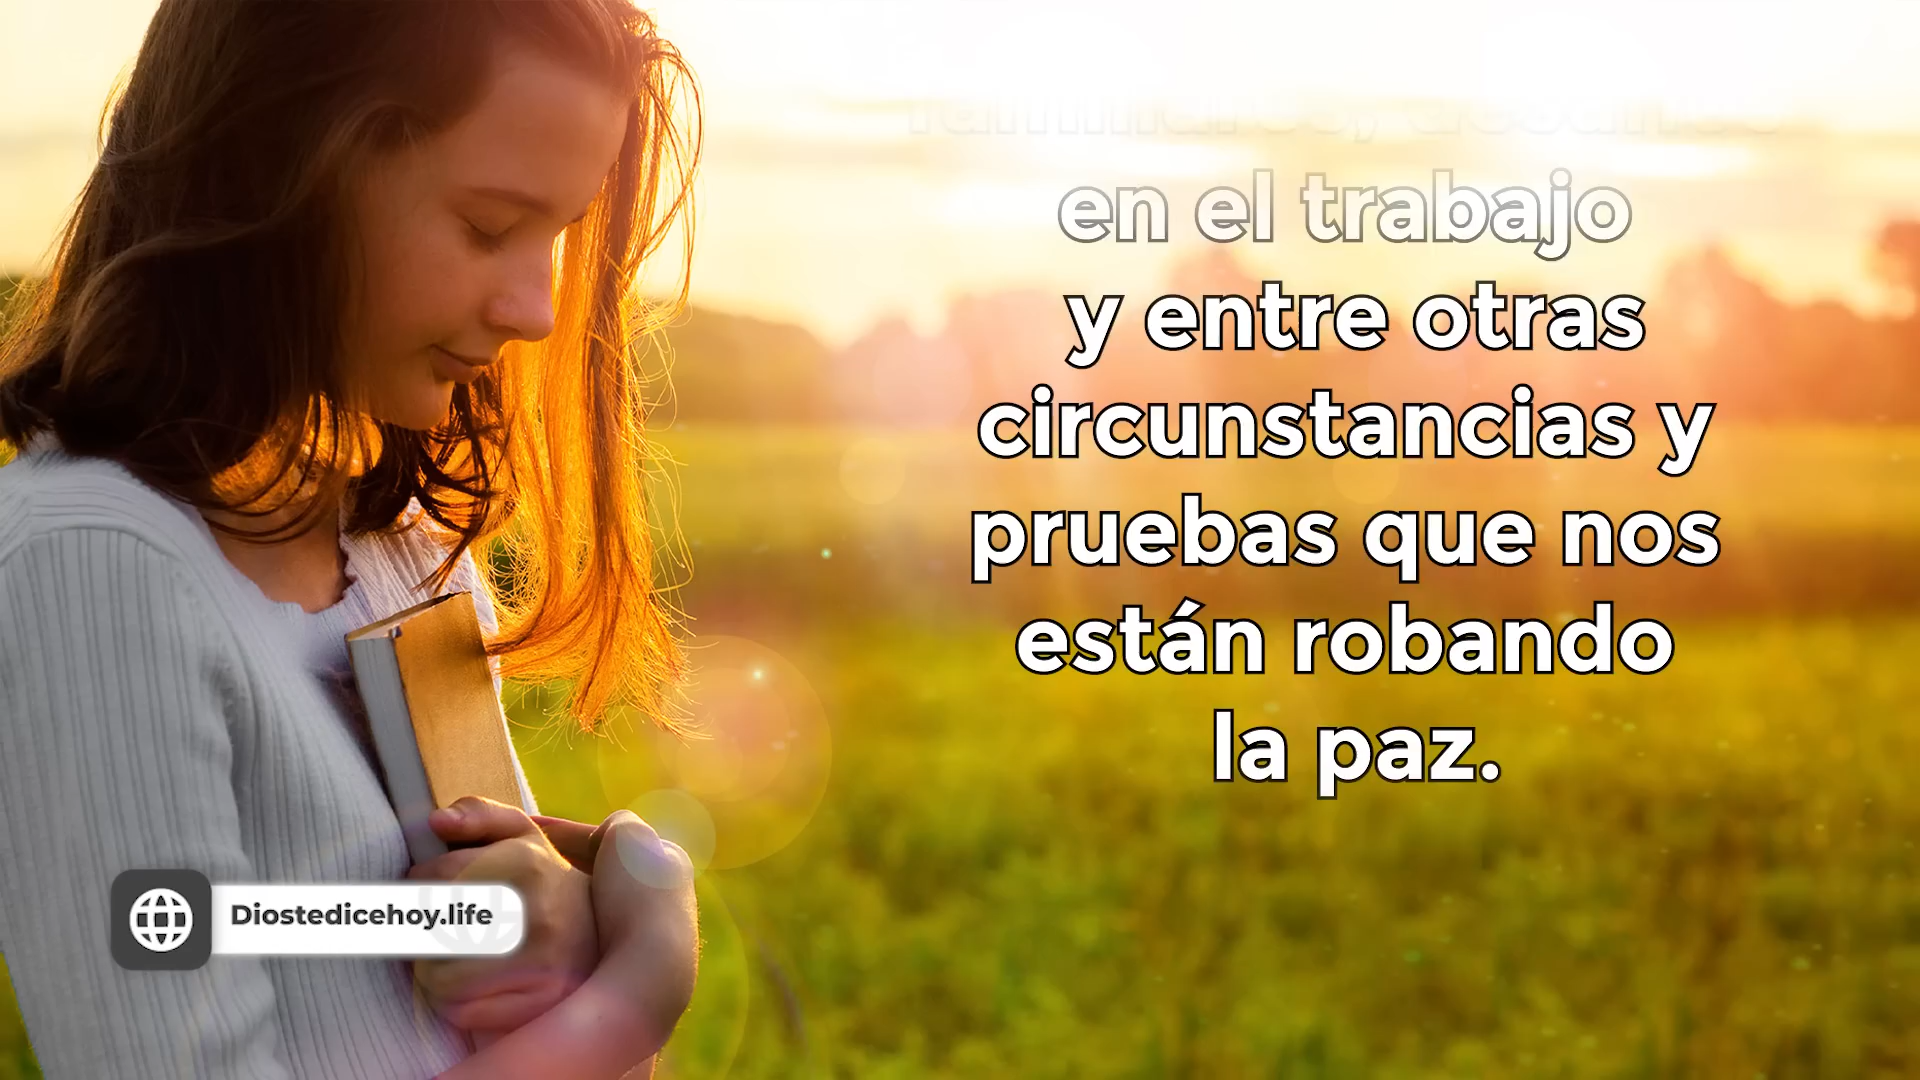 en el trabajo
y entre otras
circunstancias y
pruebas que nos
están robando
la paz.
Diostedicehoy.life